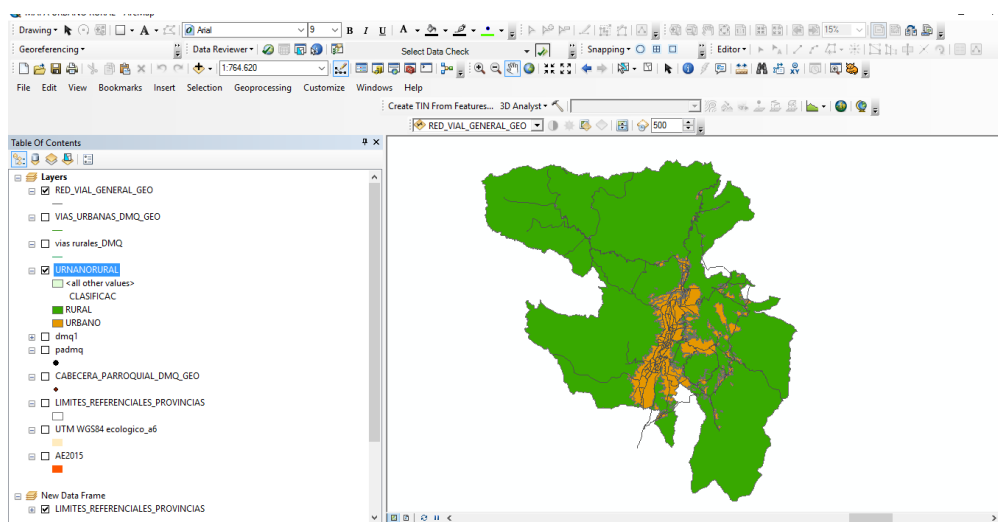 Drawing
A
Arial
9
B I U A
15%
Georeferencing
Data Reviewer
Select Data Check
Snapping
Editor
1:764.620
File Edit View Bookmarks Insert Selection Geoprocessing Customize Windows Help
Create TIN From Features... 3D Analyst
RED_VIAL_GENERAL_GEO
500
Table Of Contents
Layers
RED_VIAL_GENERAL_GEO
VIAS_URBANAS_DMQ_GEO
vias rurales_DMQ
URNANORURAL
<all other values>
CLASIFICAC
RURAL
URBANO
dmq1
padmq
CABECERA_PARROQUIAL_DMQ_GEO
LIMITES_REFERENCIALES_PROVINCIAS
UTM WGS84 ecologico_a6
AE2015
New Data Frame
LIMITES_REFERENCIALES_PROVINCIAS